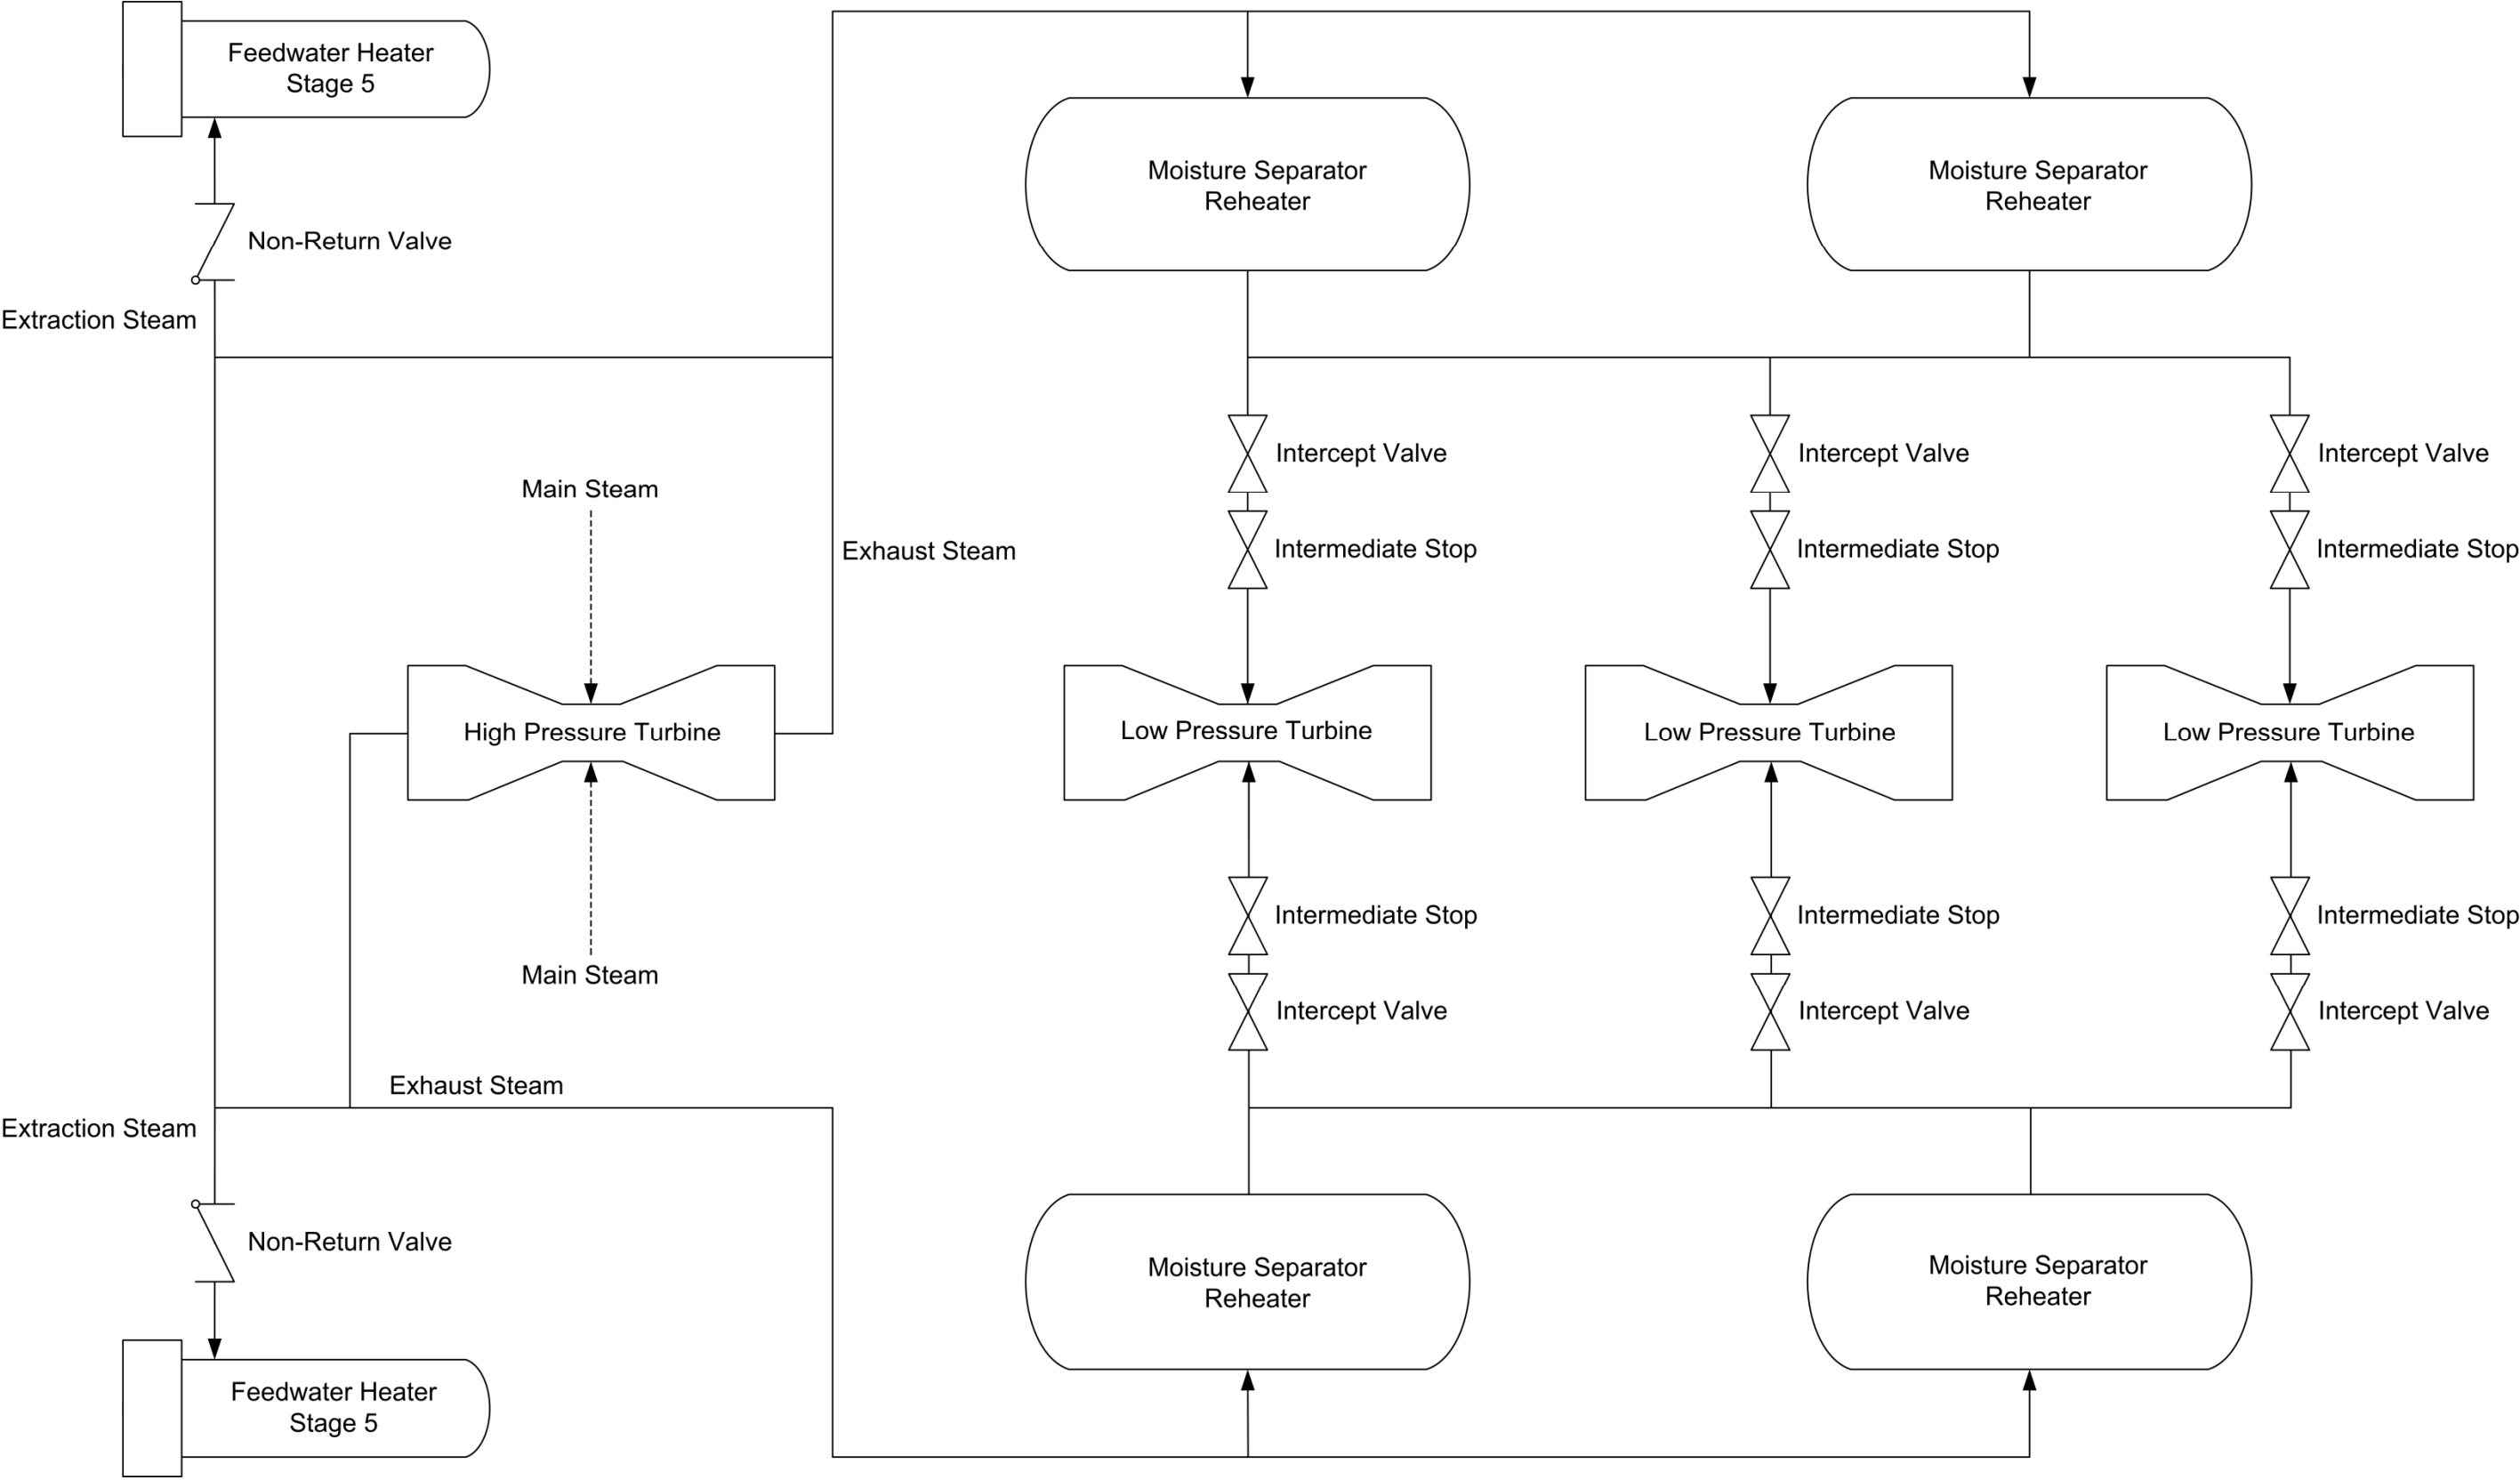 Feedwater Heater
Stage 5
Moisture Separator
Reheater
Moisture Separator
Reheater
Non-Return Valve
Extraction Steam
Intercept Valve
Intercept Valve
Intercept Valve
Main Steam
Exhaust Steam
Intermediate Stop
Intermediate Stop
Intermediate Stop
High Pressure Turbine
Low Pressure Turbine
Low Pressure Turbine
Low Pressure Turbine
Intermediate Stop
Intermediate Stop
Intermediate Stop
Main Steam
Intercept Valve
Intercept Valve
Intercept Valve
Exhaust Steam
Extraction Steam
Non-Return Valve
Moisture Separator
Reheater
Moisture Separator
Reheater
Feedwater Heater
Stage 5